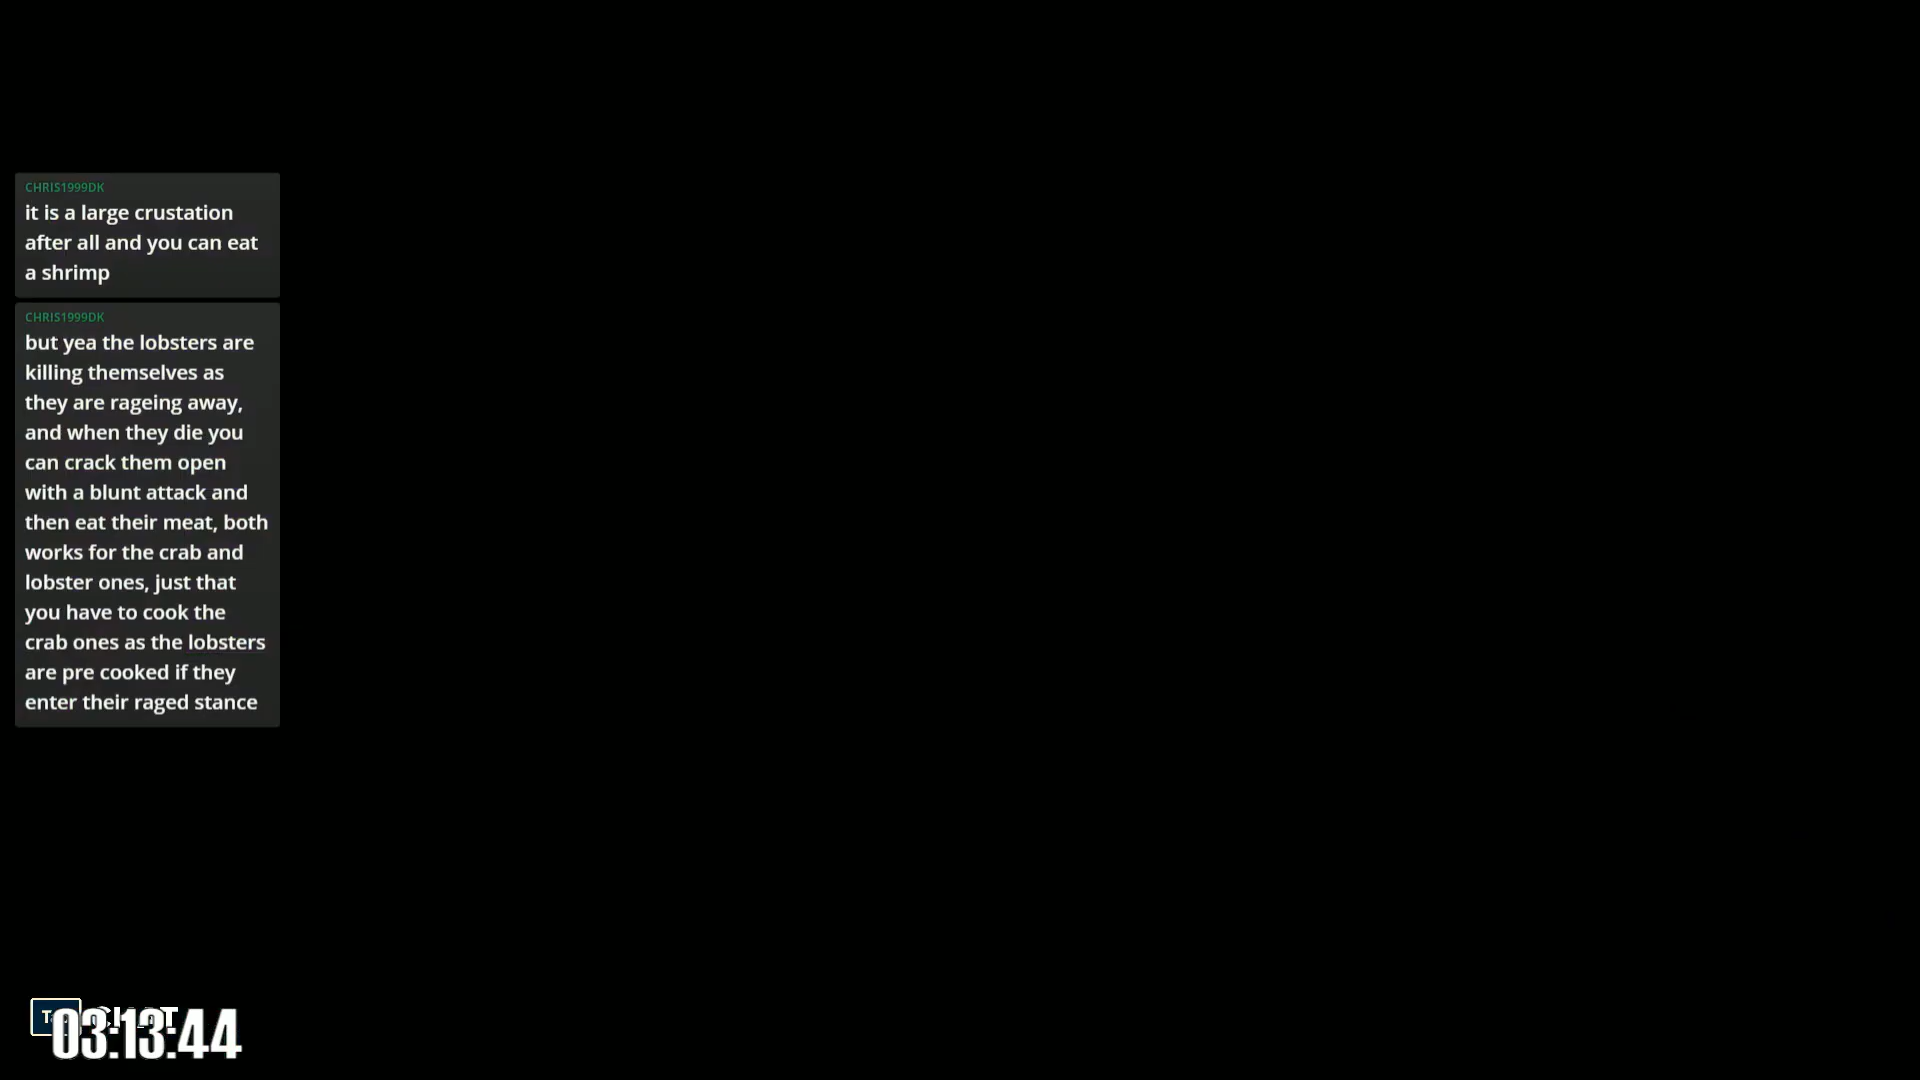 CHRIS1999DK
it is a large crustation
after all and you can eat
a shrimp
CHRIS1999DK
but yea the lobsters are
killing themselves as
they are rageing away,
and when they die you
can crack them open
with a blunt attack and
then eat their meat, both
works for the crab and
lobster ones, just that
you have to cook the
crab ones as the lobsters
are pre cooked if they
enter their raged stance
03:13:44